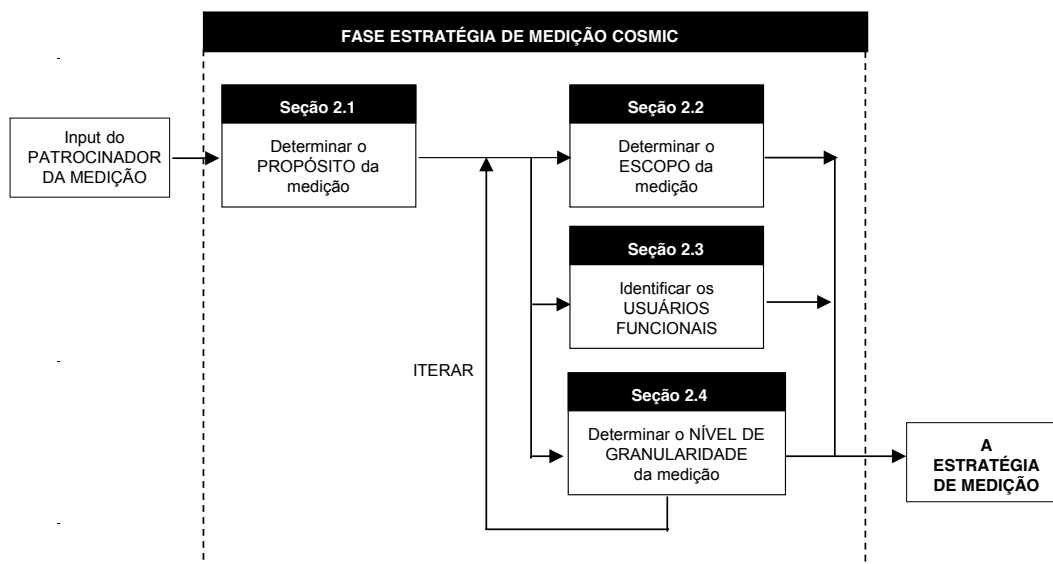 FASE ESTRATÉGIA DE MEDIÇÃO COSMIC
Input do
PATROCINADOR
DA MEDIÇÃO
Seção 2.1
Determinar o
PROPÓSITO da
medição
Seção 2.2
Determinar o
ESCOPO da
medição
Seção 2.3
Identificar os
USUÁRIOS
FUNCIONAIS
ITERAR
Seção 2.4
Determinar o NÍVEL DE
GRANULARIDADE
da medição
A
ESTRATÉGIA
DE MEDIÇÃO